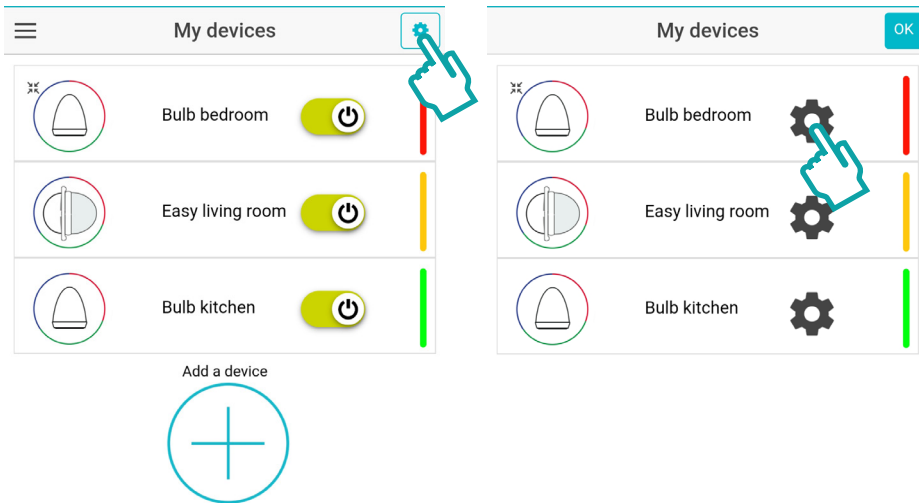 My devices
Bulb bedroom
Easy living room
Bulb kitchen
Add a device
My devices
OK
Bulb bedroom
Easy living room
Bulb kitchen